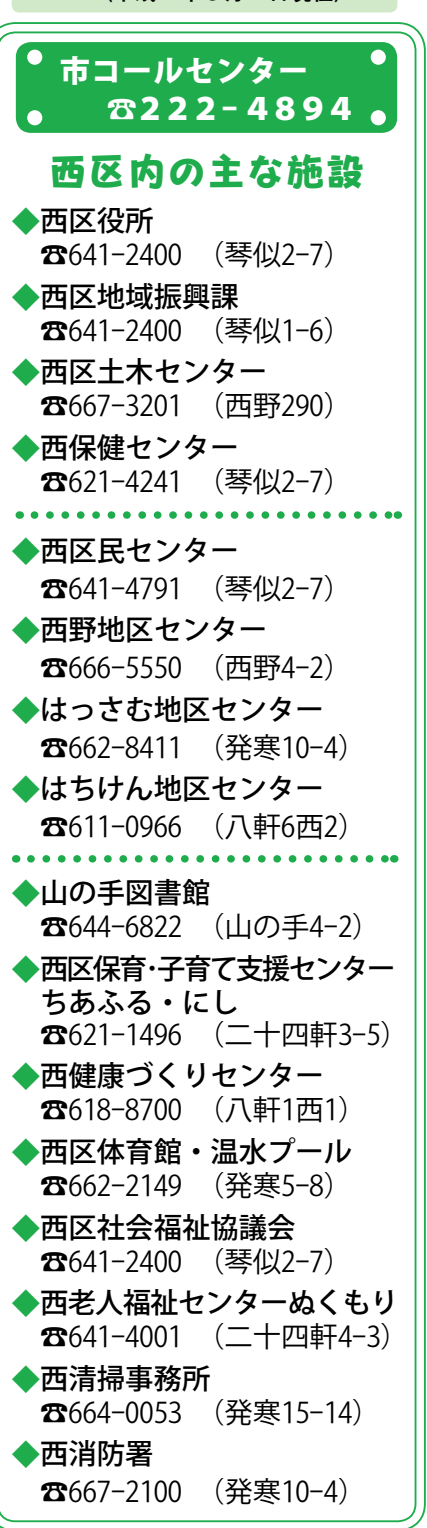 市コールセンター
☎222-4894
西区内の主な施設
◆西区役所
☎641-2400 (琴似2-7)
◆西区地域振興課
☎641-2400 (琴似1-6)
◆西区土木センター
☎667-3201 (西野290)
◆西保健センター
☎621-4241 (琴似2-7)
◆西区民センター
☎641-4791 (琴似2-7)
◆西野地区センター
☎666-5550 (西野4-2)
◆はっさむ地区センター
☎662-8411 (発寒10-4)
◆はちけん地区センター
☎611-0966 (八軒6西2)
◆山の手図書館
☎644-6822 (山の手4-2)
◆西区保育･子育て支援センター
ちあふる・にし
☎621-1496 (二十四軒3-5)
◆西健康づくりセンター
☎618-8700 (八軒1西1)
◆西区体育館・温水プール
☎662-2149 (発寒5-8)
◆西区社会福祉協議会
☎641-2400 (琴似2-7)
◆西老人福祉センターぬくもり
☎641-4001 (二十四軒4-3)
◆西清掃事務所
☎664-0053 (発寒15-14)
◆西消防署
☎667-2100 (発寒10-4)